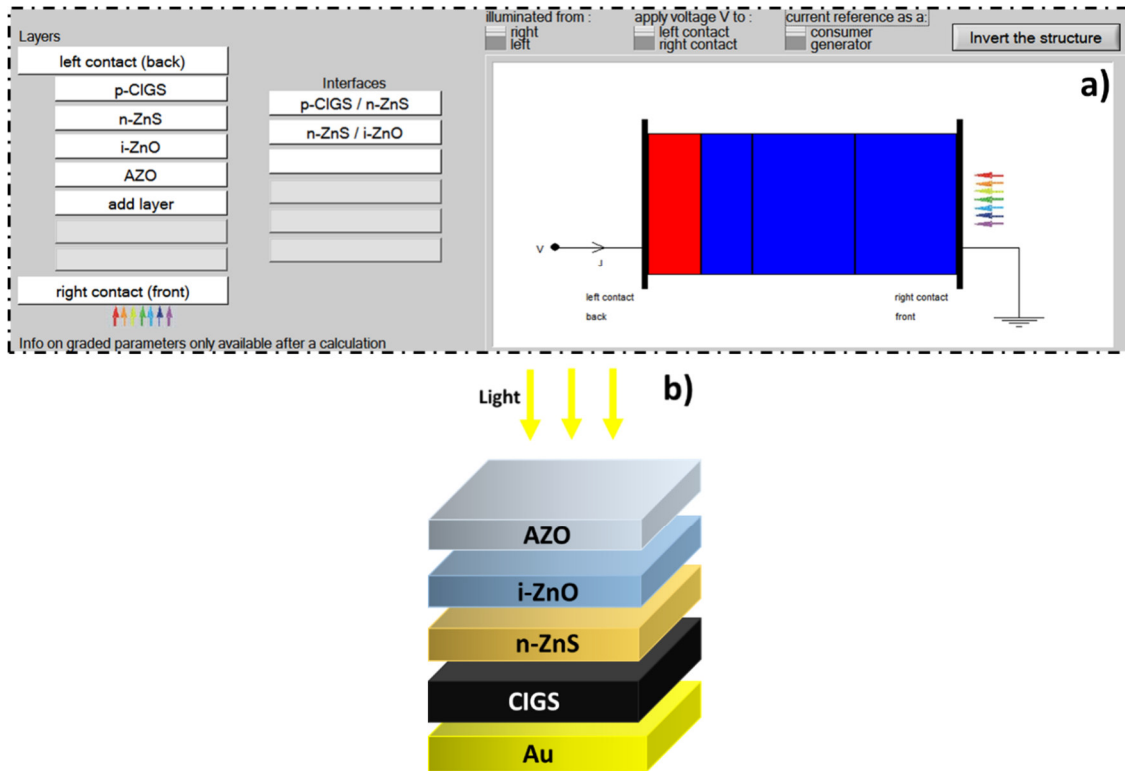 illuminated from :
right
left
apply voltage V to :
left contact
right contact
current reference as a:
consumer
generator
Invert the structure
Layers
left contact (back)
p-CIGS
n-ZnS
i-ZnO
AZO
add layer
right contact (front)
Info on graded parameters only available after a calculation
Interfaces
p-CIGS / n-ZnS
n-ZnS / i-ZnO
a)
V
J
left contact
back
right contact
front
b)
Light
AZO
i-ZnO
n-ZnS
CIGS
Au